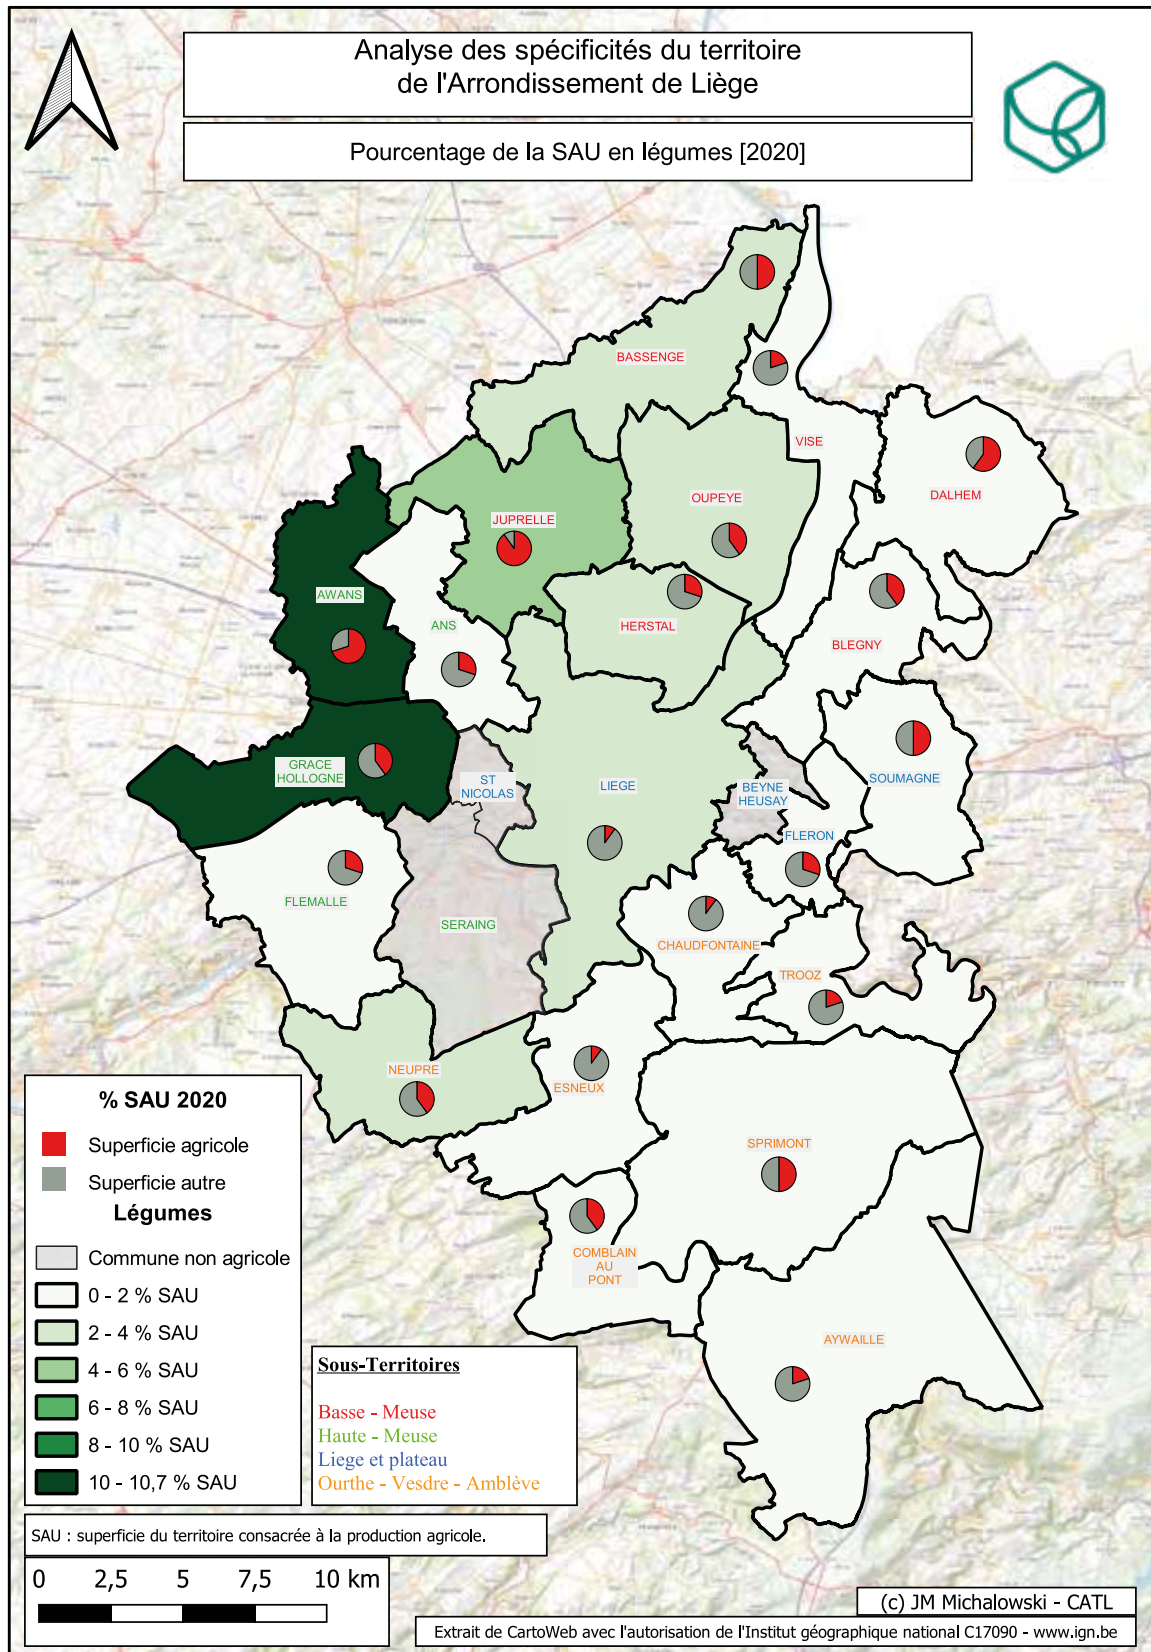 Analyse des spécificités du territoire
de l'Arrondissement de Liège
Pourcentage de la SAU en légumes [2020]
BASSENGE
VISE
DALHEM
OUPEYE
JUPRELLE
AWANS
ANS
HERSTAL
BLEGNY
GRACE
HOLLOGNE
ST
NICOLAS
LIEGE
BEYNE
HEUSAY
SOUMAGNE
FLERON
FLEMALLE
SERAING
CHAUDFONTAINE
TROOZ
NEUPRE
ESNEUX
SPRIMONT
COMBLAIN
AU
PONT
AYWAILLE
% SAU 2020
Superficie agricole
Superficie autre
Légumes
Commune non agricole
0 - 2 % SAU
2 - 4 % SAU
4 - 6 % SAU
6 - 8 % SAU
8 - 10 % SAU
10 - 10,7 % SAU
Sous-Territoires
Basse - Meuse
Haute - Meuse
Liege et plateau
Ourthe - Vesdre - Amblève
SAU : superficie du territoire consacrée à la production agricole.
0 2,5 5 7,5 10 km
(c) JM Michalowski - CATL
Extrait de CartoWeb avec l'autorisation de l'Institut géographique national C17090 - www.ign.be